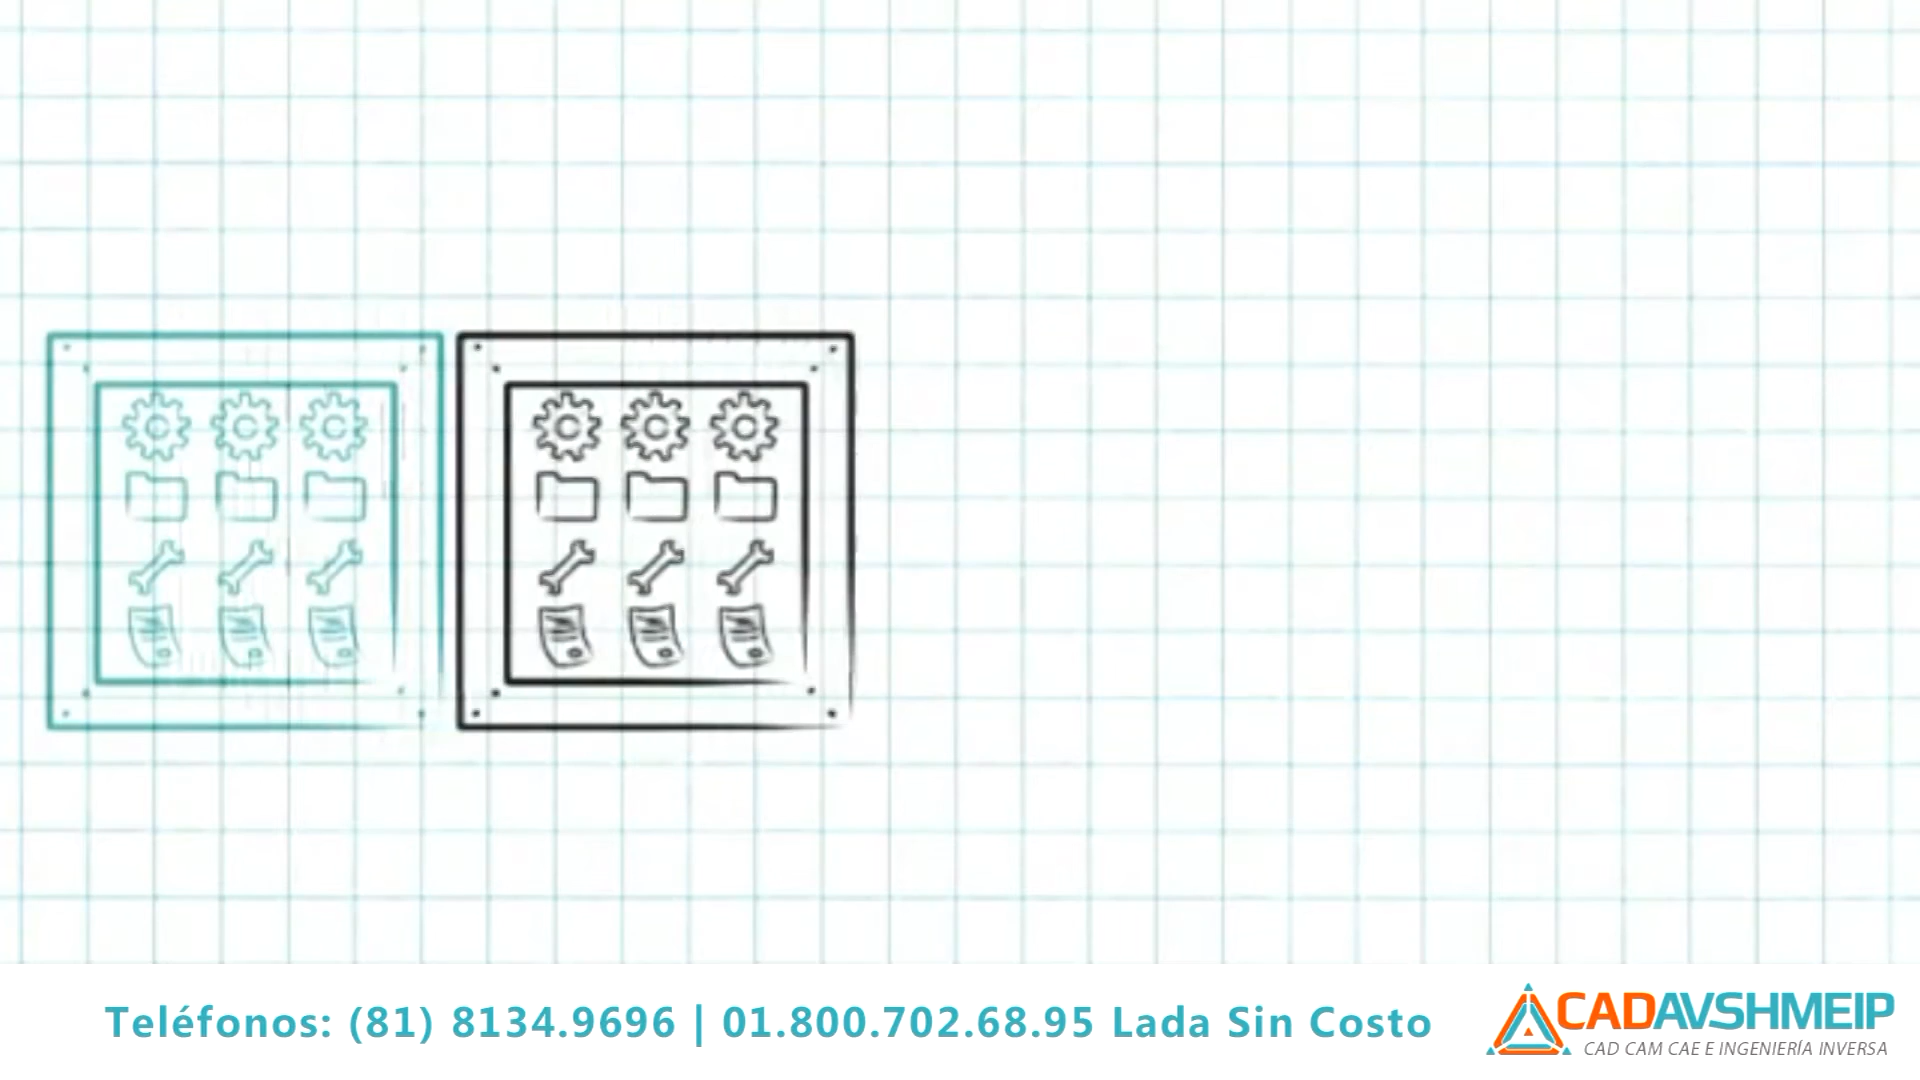 Teléfonos: (81) 8134.9696 | 01.800.702.68.95 Lada Sin Costo
CADAVSHMEIP
CAD CAM CAE E INGENIERÍA INVERSA